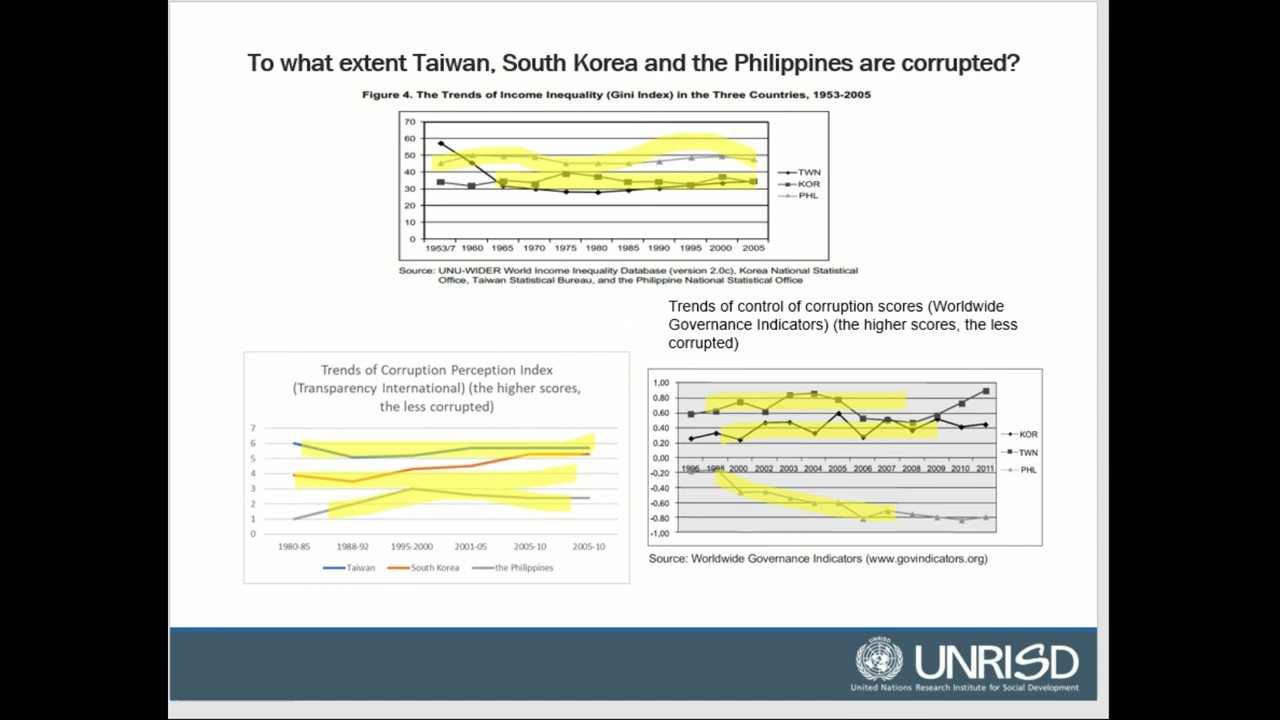 To what extent Taiwan, South Korea and the Philippines are corrupted?
Figure 4. The Trends of Income Inequality (Gini Index) in the Three Countries, 1953-2005
70
60
50
40
30
20
10
0
1953/7 1960 1965 1970 1975 1980 1985 1990 1995 2000 2005
TWN
KOR
PHL
Source: UNU-WIDER World Income Inequality Database (version 2.0c), Korea National Statistical
Office, Taiwan Statistical Bureau, and the Philippine National Statistical Office
Trends of control of corruption scores (Worldwide
Governance Indicators) (the higher scores, the less
corrupted)
Trends of Corruption Perception Index
(Transparency International) (the higher scores,
the less corrupted)
7
6
5
4
3
2
1
0
1980-85 1988-92 1995-2000 2001-05 2005-10 2005-10
Taiwan South Korea the Philippines
1,00
0,80
0,60
0,40
0,20
0,00
-0,20
-0,40
-0,60
-0,80
-1,00
1996 1998 2000 2002 2003 2004 2005 2006 2007 2008 2009 2010 2011
KOR
TWN
PHL
Source: Worldwide Governance Indicators (www.govindicators.org)
UNRISD
UNRISD
United Nations Research Institute for Social Development